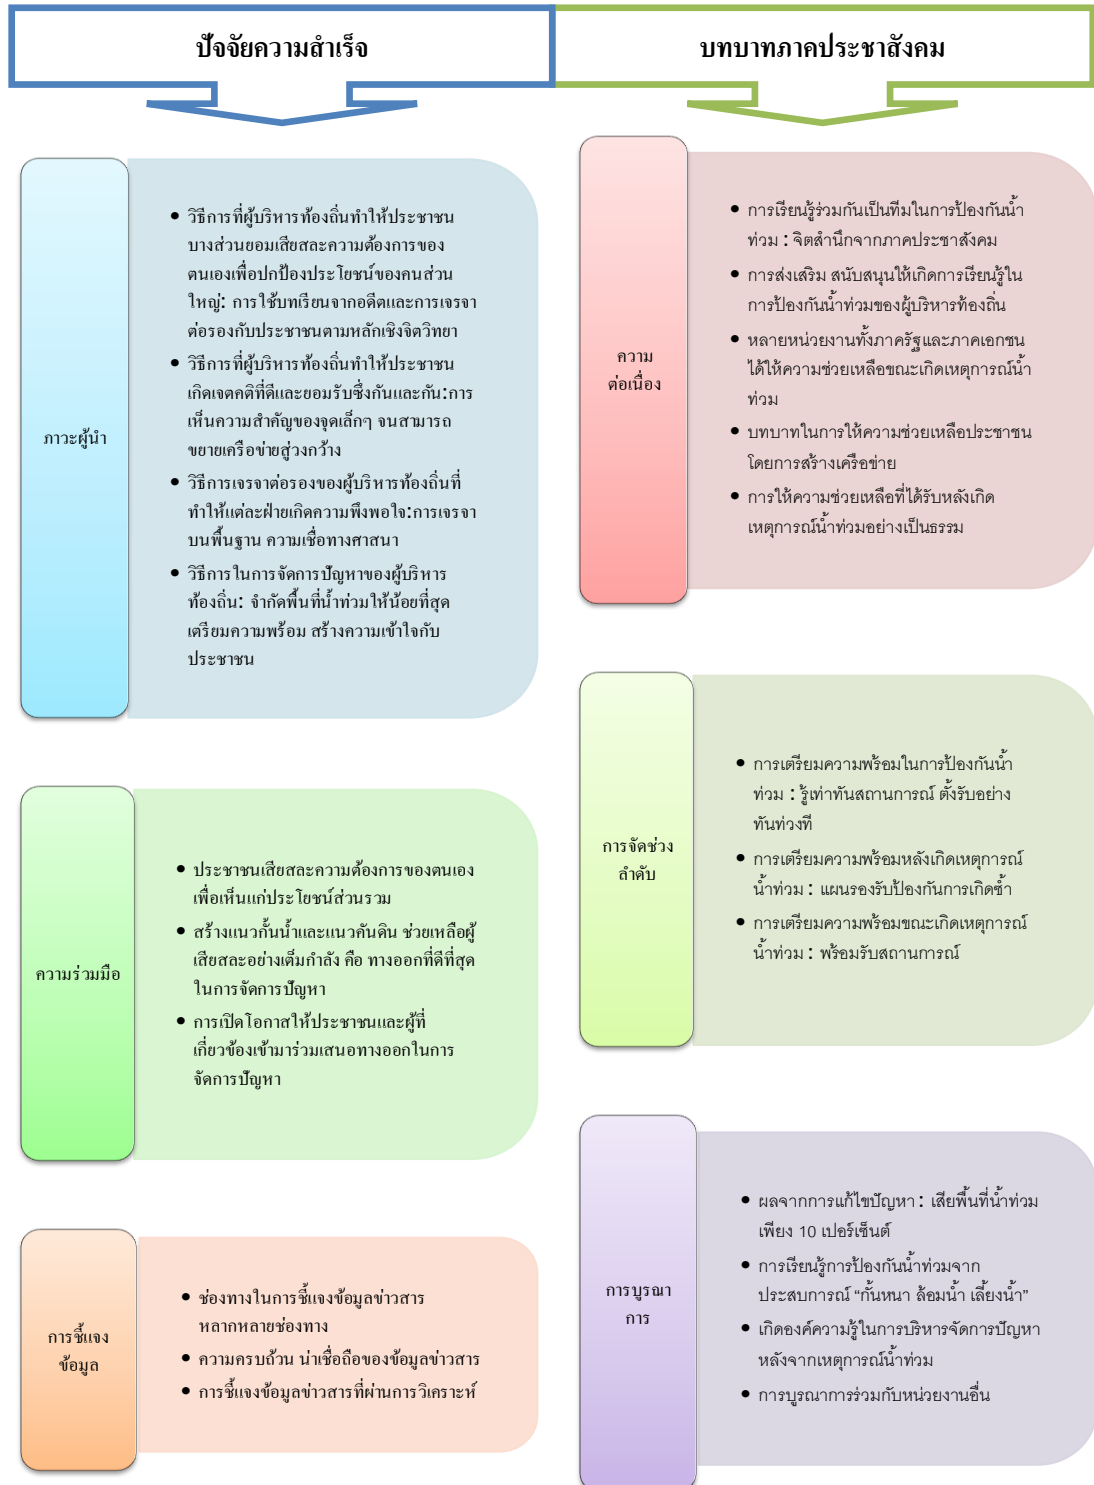 ปัจจัยความสำเร็จ
ภาวะผู้นำ
• วิธีการที่ผู้บริหารท้องถิ่นทำให้ประชาชน
บางส่วนยอมเสียสละความต้องการของ
ตนเองเพื่อปกป้องประโยชน์ของคนส่วน
ใหญ่: การใช้บทเรียนจากอดีตและการเจรจา
ต่อรองกับประชาชนตามหลักเชิงจิตวิทยา
• วิธีการที่ผู้บริหารท้องถิ่นทำให้ประชาชน
เกิดเจตคติที่ดีและยอมรับซึ่งกันและกัน:การ
เห็นความสำคัญของจุดเล็กๆ จนสามารถ
ขยายเครือข่ายสู่วงกว้าง
• วิธีการเจรจาต่อรองของผู้บริหารท้องถิ่นที่
ทำให้แต่ละฝ่ายเกิดความพึงพอใจ:การเจรจา
บนพื้นฐาน ความเชื่อทางศาสนา
• วิธีการในการจัดการปัญหาของผู้บริหาร
ท้องถิ่น: จำกัดพื้นที่น้ำท่วมให้น้อยที่สุด
เตรียมความพร้อม สร้างความเข้าใจกับ
ประชาชน
ความร่วมมือ
• ประชาชนเสียสละความต้องการของตนเอง
เพื่อเห็นแก่ประโยชน์ส่วนรวม
• สร้างแนวกั้นน้ำและแนวคันดิน ช่วยเหลือผู้
เสียสละอย่างเต็มกำลัง คือ ทางออกที่ดีที่สุด
ในการจัดการปัญหา
• การเปิดโอกาสให้ประชาชนและผู้ที่
เกี่ยวข้องเข้ามาร่วมเสนอทางออกในการ
จัดการปัญหา
การชี้แจง
ข้อมูล
• ช่องทางในการชี้แจงข้อมูลข่าวสาร
หลากหลายช่องทาง
• ความครบถ้วน น่าเชื่อถือของข้อมูลข่าวสาร
• การชี้แจงข้อมูลข่าวสารที่ผ่านการวิเคราะห์
บทบาทภาคประชาสังคม
ความ
ต่อเนื่อง
• การเรียนรู้ร่วมกันเป็นทีมในการป้องกันน้ำ
ท่วม : จิตสำนึกจากภาคประชาสังคม
• การส่งเสริม สนับสนุนให้เกิดการเรียนรู้ใน
การป้องกันน้ำท่วมของผู้บริหารท้องถิ่น
• หลายหน่วยงานทั้งภาครัฐและภาคเอกชน
ได้ให้ความช่วยเหลือขณะเกิดเหตุการณ์น้ำ
ท่วม
• บทบาทในการให้ความช่วยเหลือประชาชน
โดยการสร้างเครือข่าย
• การให้ความช่วยเหลือที่ได้รับหลังเกิด
เหตุการณ์น้ำท่วมอย่างเป็นธรรม
การจัดช่วง
ลำดับ
• การเตรียมความพร้อมในการป้องกันน้ำ
ท่วม : รู้เท่าทันสถานการณ์ ตั้งรับอย่าง
ทันท่วงที
• การเตรียมความพร้อมหลังเกิดเหตุการณ์
น้ำท่วม : แผนรองรับป้องกันการเกิดซ้ำ
• การเตรียมความพร้อมขณะเกิดเหตุการณ์
น้ำท่วม : พร้อมรับสถานการณ์
การบูรณา
การ
• ผลจากการแก้ไขปัญหา : เสียพื้นที่น้ำท่วม
เพียง 10 เปอร์เซ็นต์
• การเรียนรู้การป้องกันน้ำท่วมจาก
ประสบการณ์ “กั้นหนา ล้อมน้ำ เลี้ยงน้ำ”
• เกิดองค์ความรู้ในการบริหารจัดการปัญหา
หลังจากเหตุการณ์น้ำท่วม
• การบูรณาการร่วมกับหน่วยงานอื่น